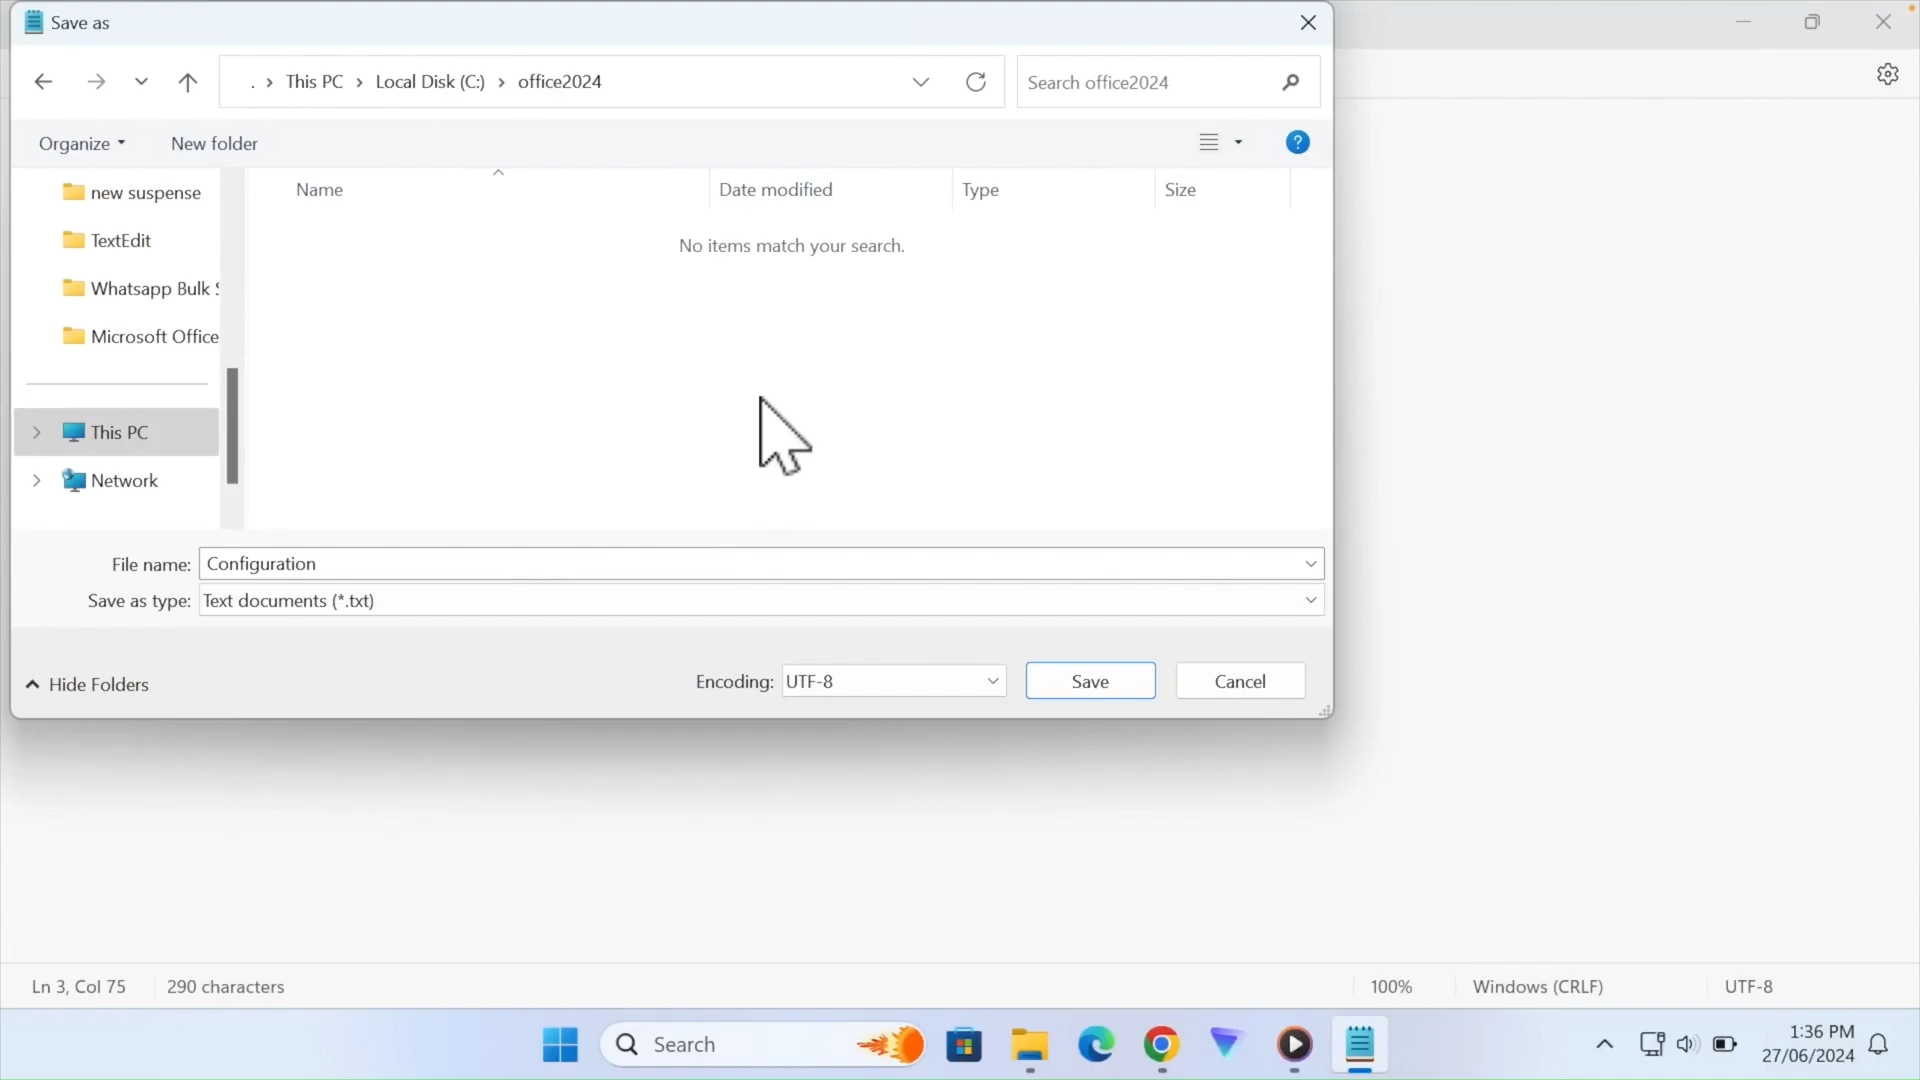 Save as
. > This PC > Local Disk (C:) > office2024
Search office2024
Organize
New folder
new suspense
TextEdit
Whatsapp Bulk S
Microsoft Office
This PC
Network
Name
Date modified
Type
Size
No items match your search.
File name: Configuration
Save as type: Text documents (*.txt)
Hide Folders
Encoding: UTF-8
Save
Cancel
Ln 3, Col 75
290 characters
100%
Windows (CRLF)
UTF-8
Search
1:36 PM
27/06/2024